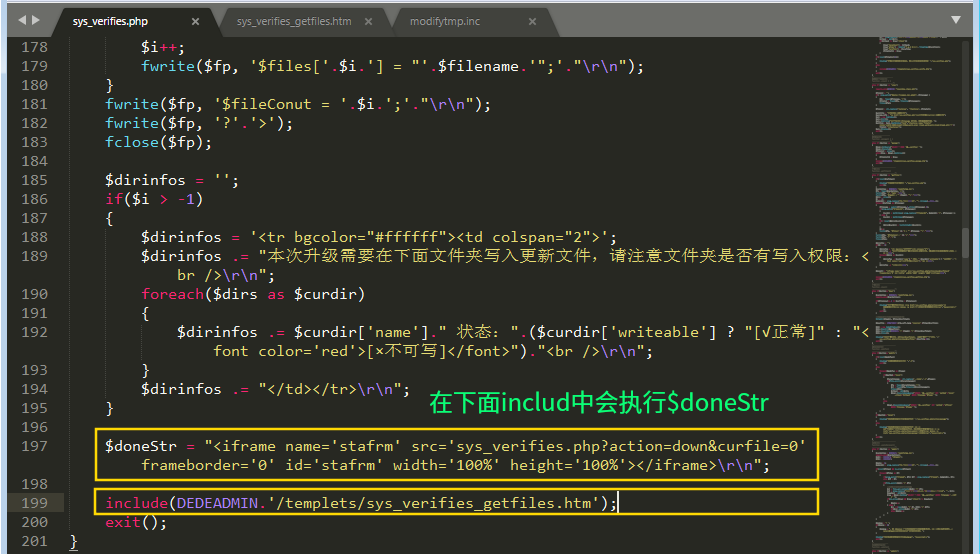 sys_verifies.php × sys_verifies_getfiles.htm × modifytmp.inc ×
178 $i++;
179 fwrite($fp, '$files['.$i.'] = "'.$filename.'";'."\r\n");
180 }
181 fwrite($fp, '$fileConut = '.$i.';'."\r\n");
182 fwrite($fp, '?'.'>');
183 fclose($fp);
184
185 $dirinfos = '';
186 if($i > -1)
187 {
188 $dirinfos = '<tr bgcolor="#ffffff"><td colspan="2">';
189 $dirinfos .= "本次升级需要在下面文件夹写入更新文件，请注意文件夹是否有写入权限：<
br />\r\n";
190 foreach($dirs as $curdir)
191 {
192 $dirinfos .= $curdir['name']." 状态：".($curdir['writeable'] ? "[√正常]" : "<
font color='red'>[×不可写]</font>")."<br />\r\n";
193 }
194 $dirinfos .= "</td></tr>\r\n";
195 }
在下面includ中会执行$doneStr
196
197 $doneStr = "<iframe name='stafrm' src='sys_verifies.php?action=down&curfile=0'
frameborder='0' id='stafrm' width='100%' height='100%'></iframe>\r\n";
198
199 include(DEDEADMIN.'/templets/sys_verifies_getfiles.htm');
200 exit();
201 }